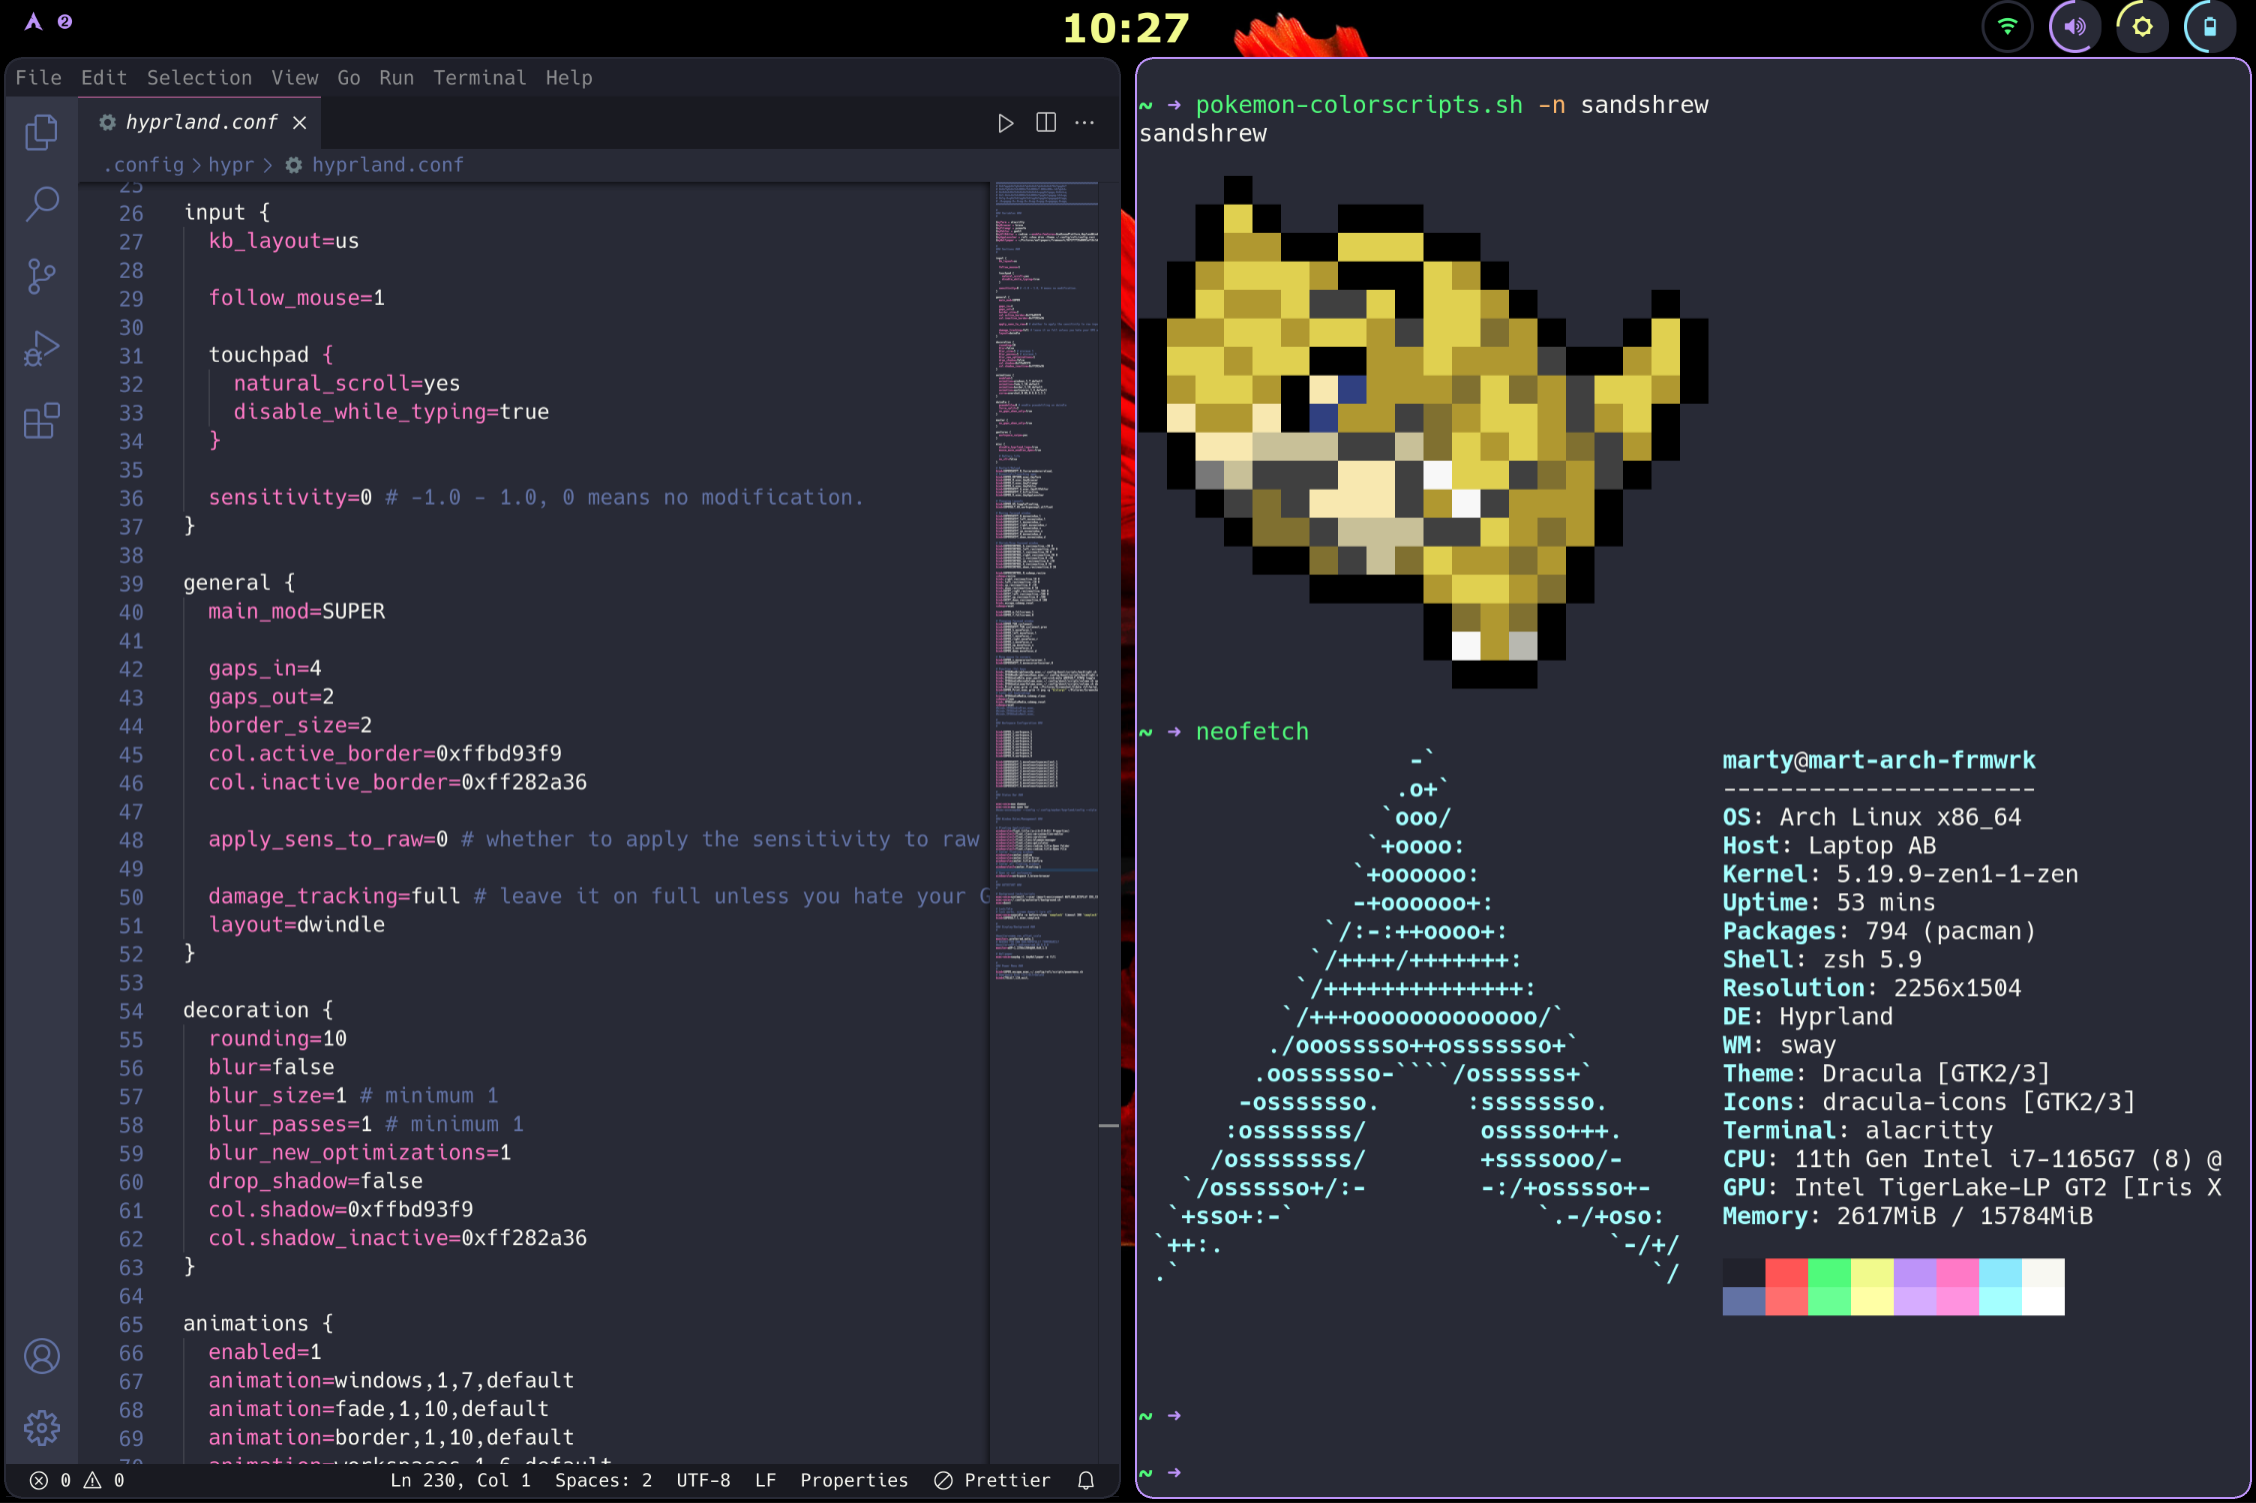 2
10:27
File Edit Selection View Go Run Terminal Help
hyprland.conf
.config > hypr > hyprland.conf
25
26 input {
27 kb_layout=us
28
29 follow_mouse=1
30
31 touchpad {
32 natural_scroll=yes
33 disable_while_typing=true
34 }
35
36 sensitivity=0 # -1.0 - 1.0, 0 means no modification.
37 }
38
39 general {
40 main_mod=SUPER
41
42 gaps_in=4
43 gaps_out=2
44 border_size=2
45 col.active_border=0xffbd93f9
46 col.inactive_border=0xff282a36
47
48 apply_sens_to_raw=0 # whether to apply the sensitivity to raw
49
50 damage_tracking=full # leave it on full unless you hate your G
51 layout=dwindle
52 }
53
54 decoration {
55 rounding=10
56 blur=false
57 blur_size=1 # minimum 1
58 blur_passes=1 # minimum 1
59 blur_new_optimizations=1
60 drop_shadow=false
61 col.shadow=0xffbd93f9
62 col.shadow_inactive=0xff282a36
63 }
64
65 animations {
66 enabled=1
67 animation=windows,1,7,default
68 animation=fade,1,10,default
69 animation=border,1,10,default
70 animation=workspaces,1,6,default
0 0 Ln 230, Col 1 Spaces: 2 UTF-8 LF Properties Prettier
~ → pokemon-colorscripts.sh -n sandshrew
sandshrew
~ → neofetch
-`
.o+`
`ooo/
`+oooo:
`+oooooo:
-+oooooo+:
`/:-:++oooo+:
`/++++/+++++++:
`/++++++++++++++:
`/+++ooooooooooooo/`
./ooosssso++osssssso+`
.oossssso-````/ossssss+`
-osssssso. :ssssssso.
:osssssss/ osssso+++.
/ossssssss/ +ssssooo/-
`/ossssso+/:- -:/+osssso+-
`+sso+:-` `.-/+oso:
`++:. `-/+/
.` `/
marty@mart-arch-frmwrk
----------------------
OS: Arch Linux x86_64
Host: Laptop AB
Kernel: 5.19.9-zen1-1-zen
Uptime: 53 mins
Packages: 794 (pacman)
Shell: zsh 5.9
Resolution: 2256x1504
DE: Hyprland
WM: sway
Theme: Dracula [GTK2/3]
Icons: dracula-icons [GTK2/3]
Terminal: alacritty
CPU: 11th Gen Intel i7-1165G7 (8) @
GPU: Intel TigerLake-LP GT2 [Iris X
Memory: 2617MiB / 15784MiB
~ →
~ →